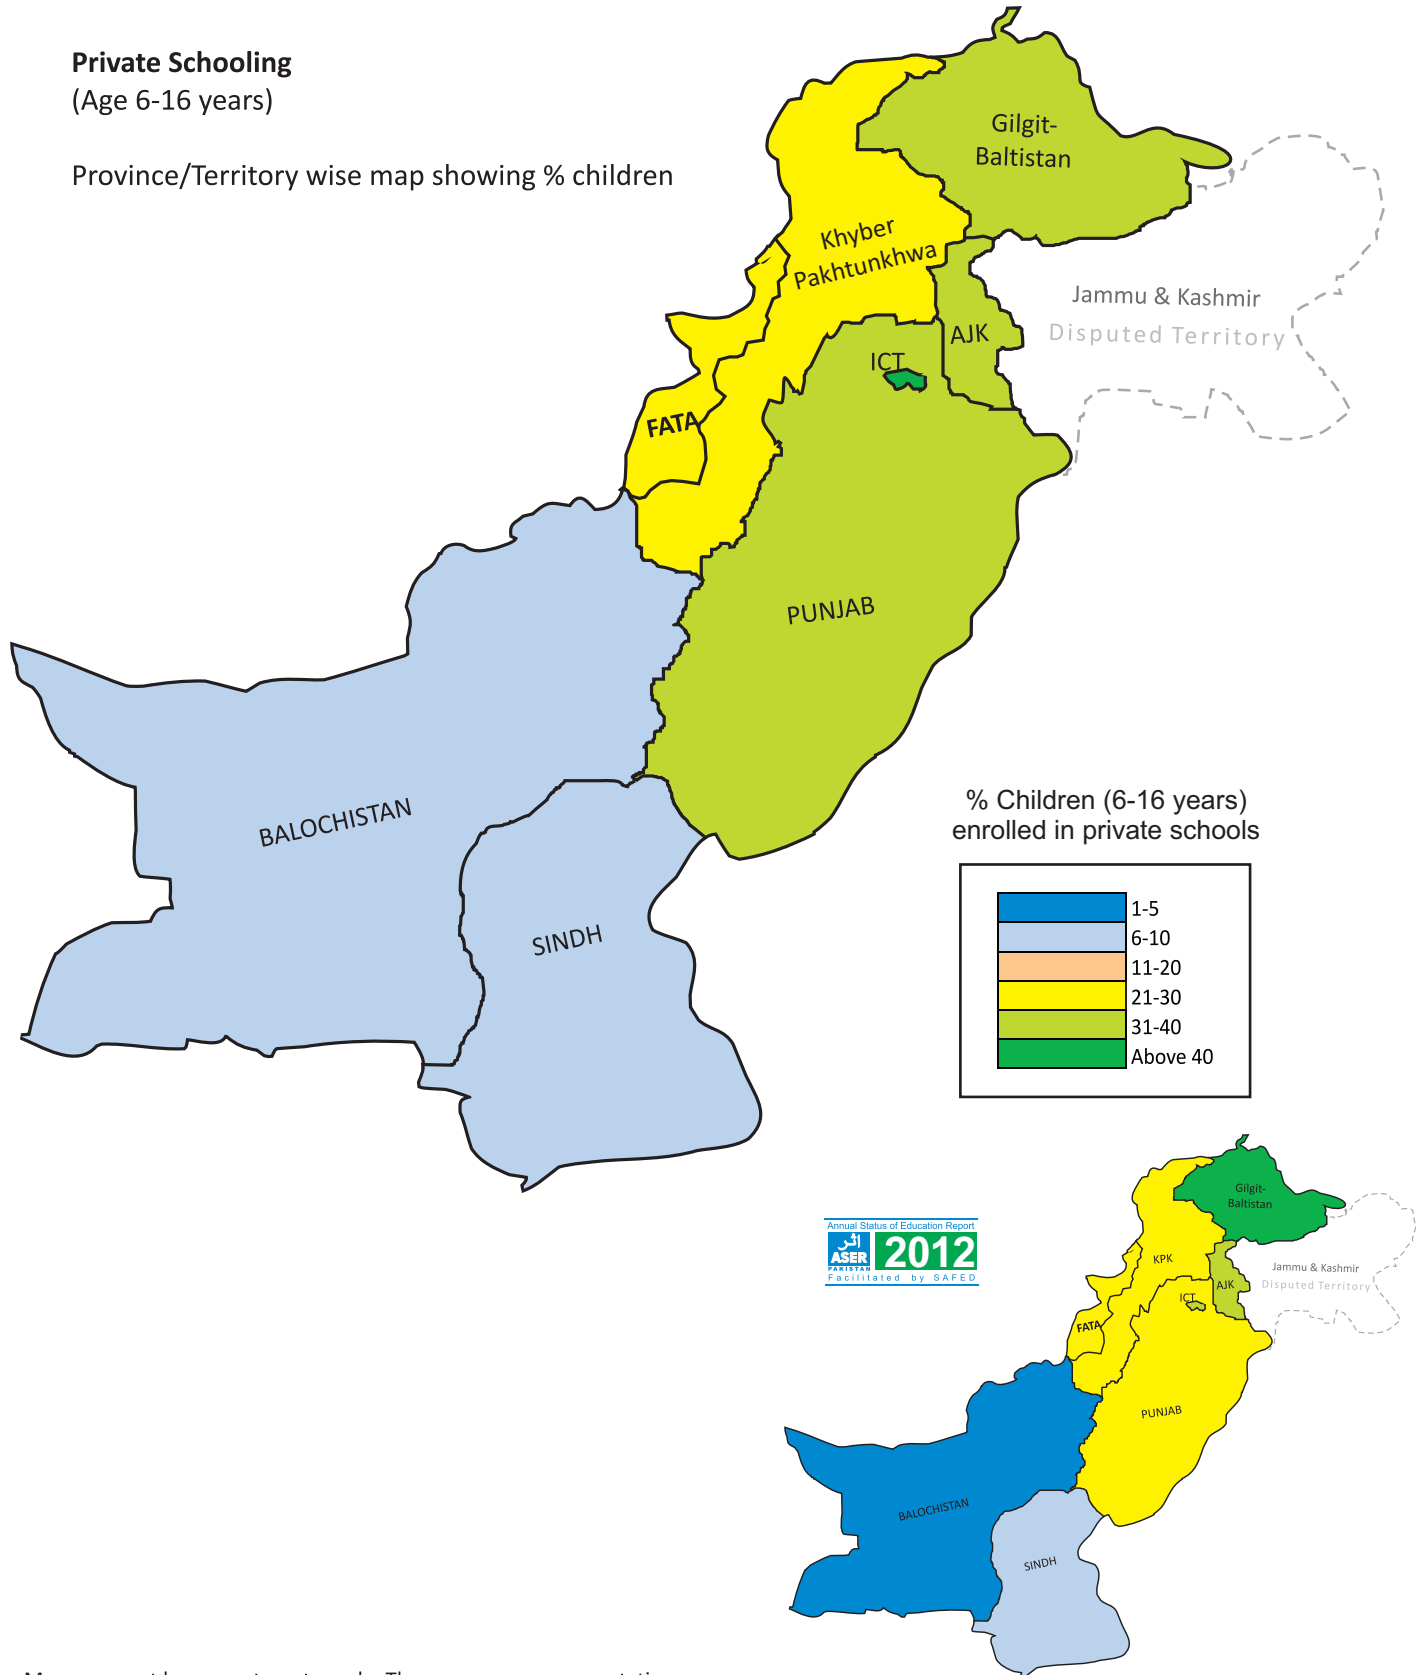 Private Schooling
(Age 6-16 years)
Province/Territory wise map showing % children
Gilgit-
Baltistan
Khyber
Pakhtunkhwa
Jammu & Kashmir
Disputed Territory
AJK
ICT
FATA
PUNJAB
BALOCHISTAN
SINDH
% Children (6-16 years)
enrolled in private schools
1-5
6-10
11-20
21-30
31-40
Above 40
Annual Status of Education Report
اثر
ASER
PAKISTAN
2012
Facilitated by SAFED
Gilgit-
Baltistan
KPK
Jammu & Kashmir
Disputed Territory
AJK
ICT
FATA
PUNJAB
BALOCHISTAN
SINDH